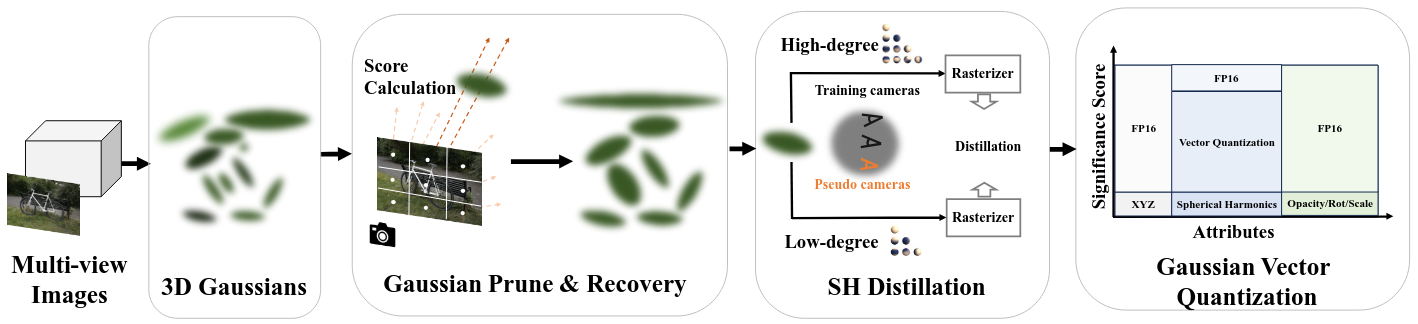 Multi-view
Images
3D Gaussians
Score
Calculation
Gaussian Prune & Recovery
High-degree
Rasterizer
Training cameras
A A A
Distillation
Pseudo cameras
Rasterizer
Low-degree
SH Distillation
Significance Score
FP16
FP16
Vector Quantization
FP16
XYZ
Spherical Harmonics
Opacity/Rot/Scale
Attributes
Gaussian Vector
Quantization